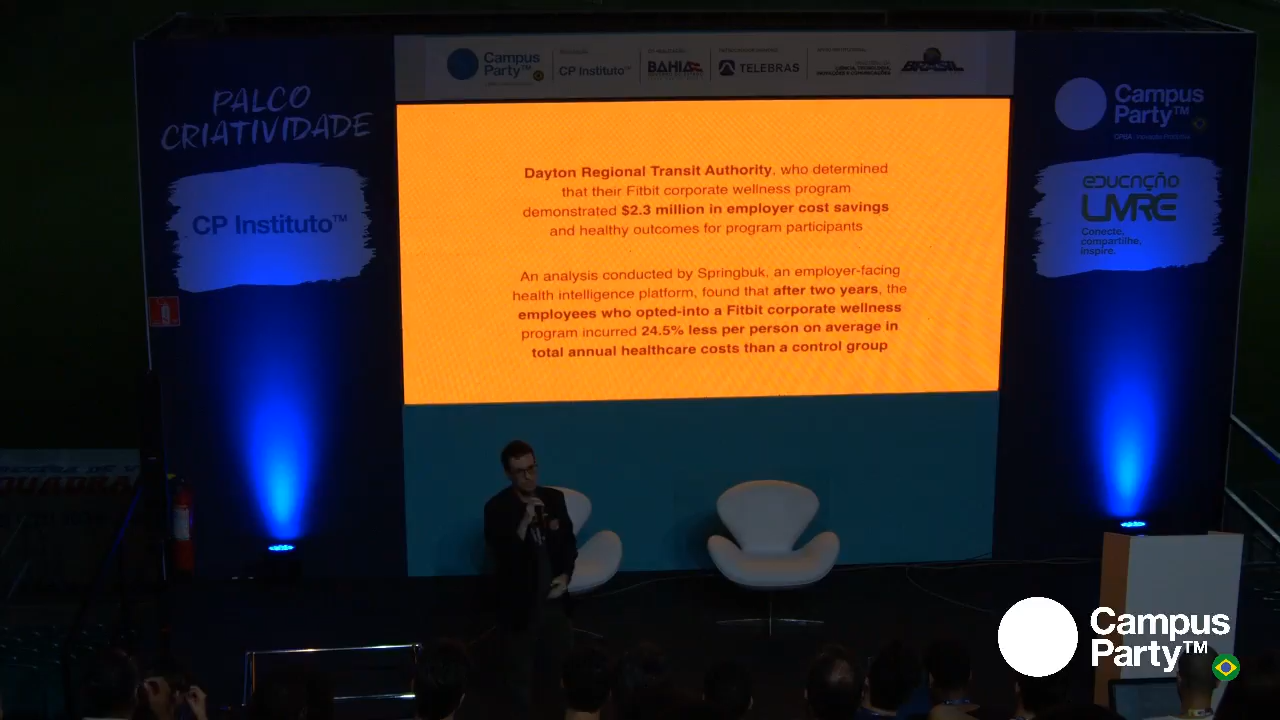 Campus
Party™
CP Instituto™
BAHIA
TELEBRAS
BRASIL
PALCO
CRIATIVIDADE
CP Instituto™
Campus
Party™
EDUCAÇÃO
LIVRE
Conecte,
compartilhe,
inspire.
Dayton Regional Transit Authority, who determined
that their Fitbit corporate wellness program
demonstrated $2.3 million in employer cost savings
and healthy outcomes for program participants
An analysis conducted by Springbuk, an employer-facing
health intelligence platform, found that after two years, the
employees who opted-into a Fitbit corporate wellness
program incurred 24.5% less per person on average in
total annual healthcare costs than a control group
Campus
Party™